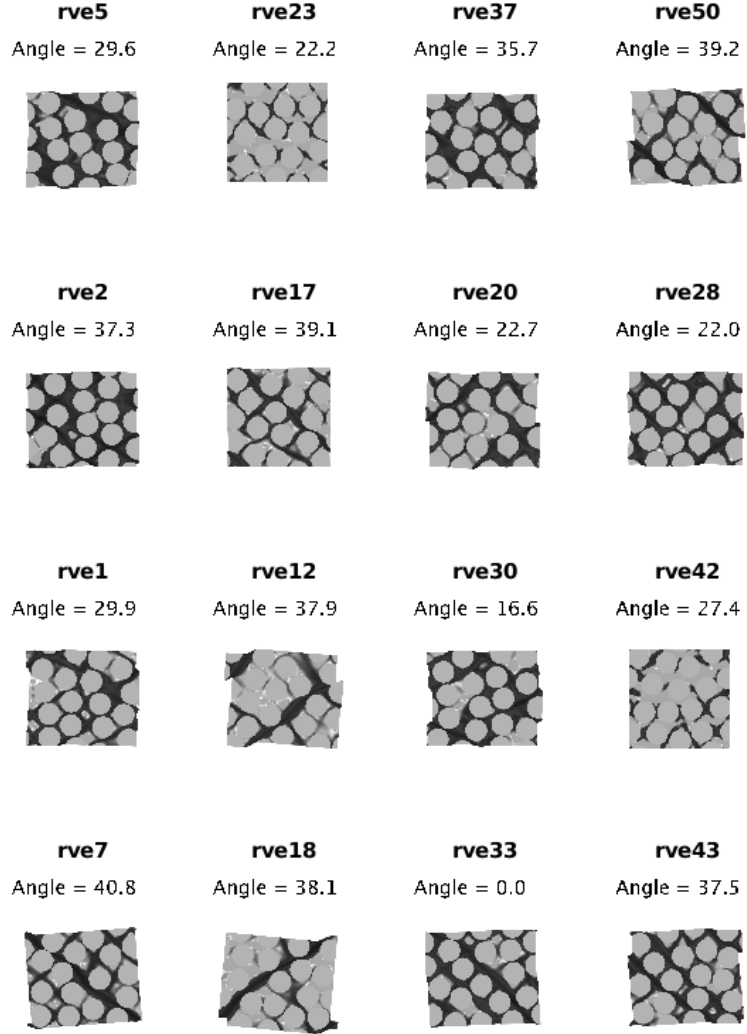 rve5 rve23 rve37 rve50
Angle = 29.6 Angle = 22.2 Angle = 35.7 Angle = 39.2
rve2 rve17 rve20 rve28
Angle = 37.3 Angle = 39.1 Angle = 22.7 Angle = 22.0
rve1 rve12 rve30 rve42
Angle = 29.9 Angle = 37.9 Angle = 16.6 Angle = 27.4
rve7 rve18 rve33 rve43
Angle = 40.8 Angle = 38.1 Angle = 0.0 Angle = 37.5